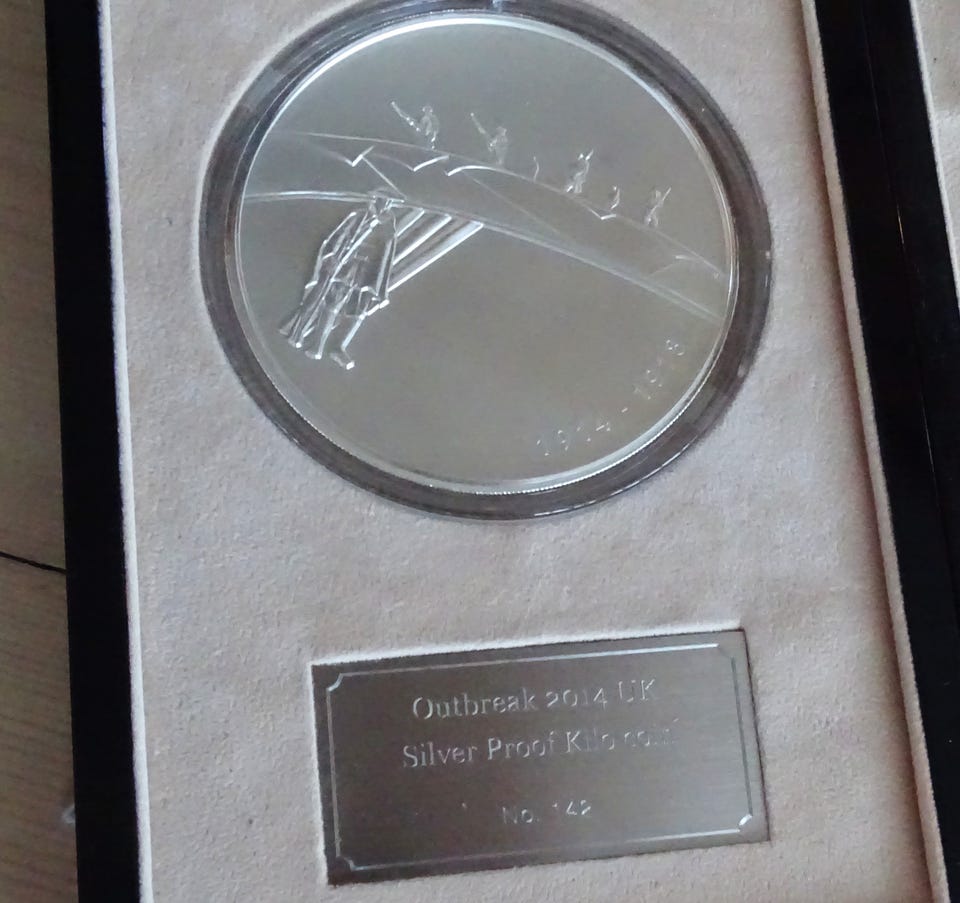 1914 - 1918
Outbreak 2014 UK
Silver Proof Kilo coin
No. 142